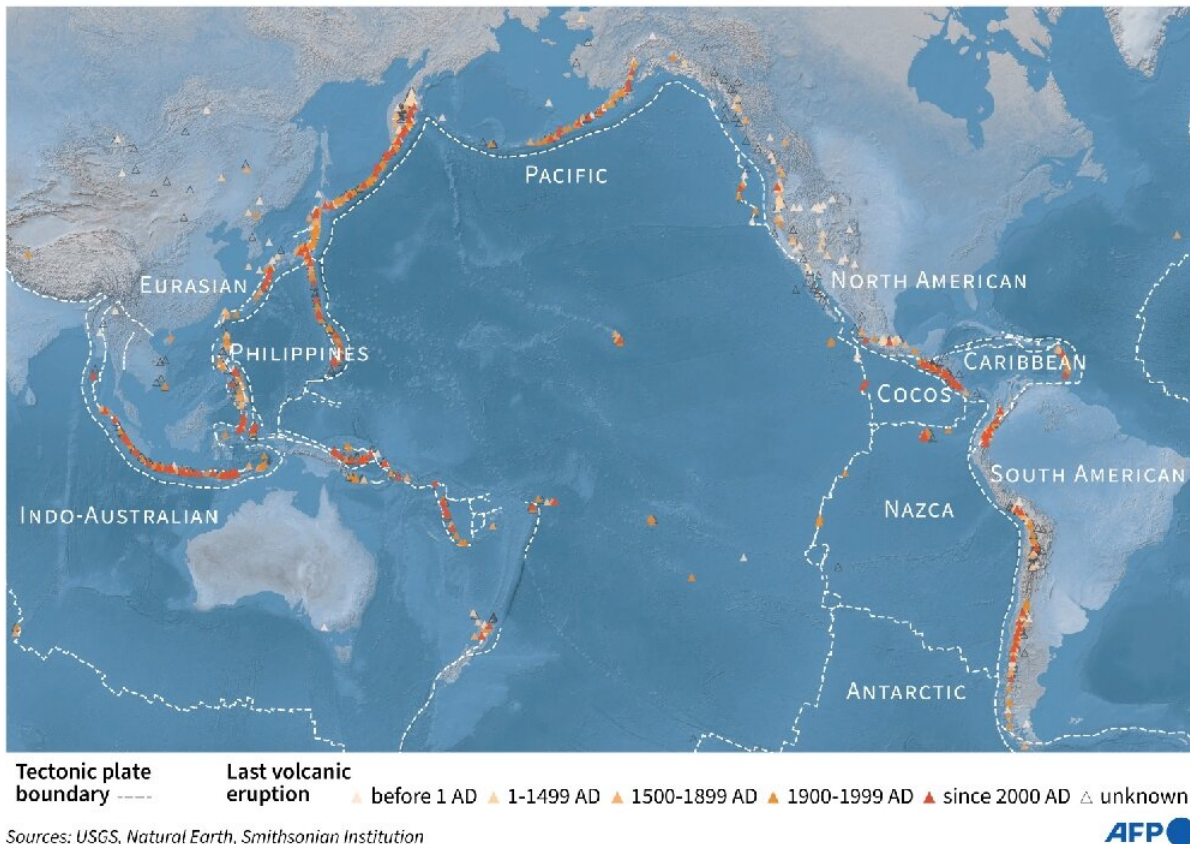 PACIFIC
EURASIAN
NORTH AMERICAN
PHILIPPINES
CARIBBEAN
COCOS
SOUTH AMERICAN
INDO-AUSTRALIAN
NAZCA
ANTARCTIC
Tectonic plate
boundary
Last volcanic
eruption
before 1 AD
1-1499 AD
1500-1899 AD
1900-1999 AD
since 2000 AD
unknown
Sources: USGS, Natural Earth, Smithsonian Institution
AFP